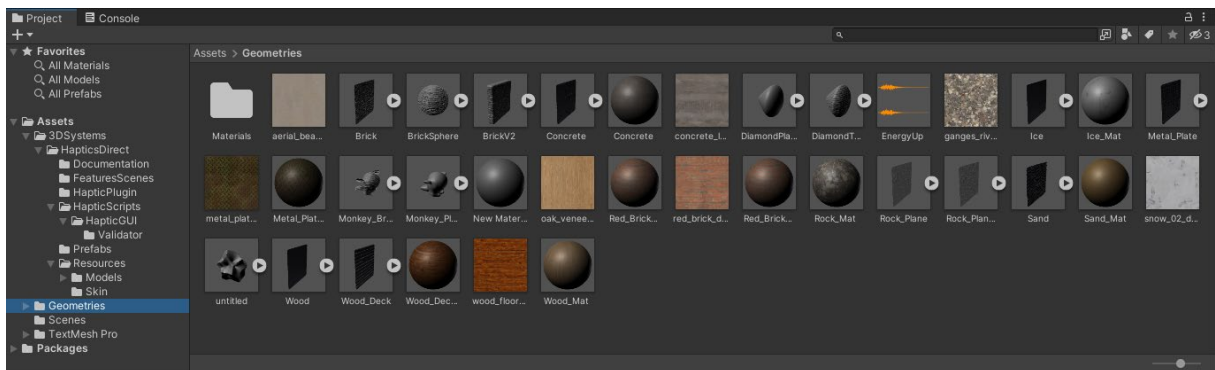 Project Console
3
Favorites
All Materials
All Models
All Prefabs
Assets
3DSystems
HapticsDirect
Documentation
FeaturesScenes
HapticPlugin
HapticScripts
HapticGUI
Validator
Prefabs
Resources
Models
Skin
Geometries
Scenes
TextMesh Pro
Packages
Assets > Geometries
Materials aerial_bea... Brick BrickSphere BrickV2 Concrete Concrete concrete_l... DiamondPla... DiamondT... EnergyUp ganges_riv... Ice Ice_Mat Metal_Plate
metal_plat... Metal_Plat... Monkey_Br... Monkey_Pl... New Mater... oak_venee... Red_Brick... red_brick_d... Red_Brick... Rock_Mat Rock_Plane Rock_Plan... Sand Sand_Mat snow_02_d...
untitled Wood Wood_Deck Wood_Dec... wood_floor... Wood_Mat